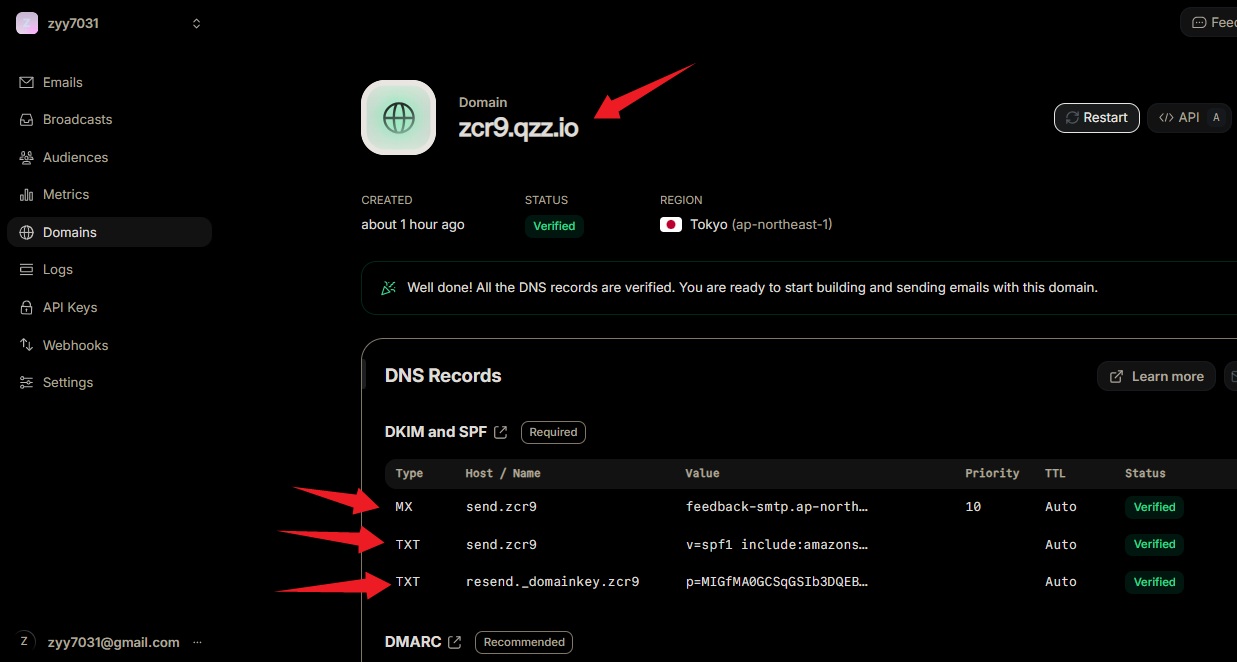 Z zyy7031
Feed
Emails
Broadcasts
Audiences
Metrics
Domains
Logs
API Keys
Webhooks
Settings
Z zyy7031@gmail.com ...
Domain
zcr9.qzz.io
Restart
</> API A
CREATED STATUS REGION
about 1 hour ago Verified Tokyo (ap-northeast-1)
Well done! All the DNS records are verified. You are ready to start building and sending emails with this domain.
DNS Records
Learn more
DKIM and SPF Required
Type Host / Name Value Priority TTL Status
MX send.zcr9 feedback-smtp.ap-north… 10 Auto Verified
TXT send.zcr9 v=spf1 include:amazons… Auto Verified
TXT resend._domainkey.zcr9 p=MIGfMA0GCSqGSIb3DQEB… Auto Verified
DMARC Recommended